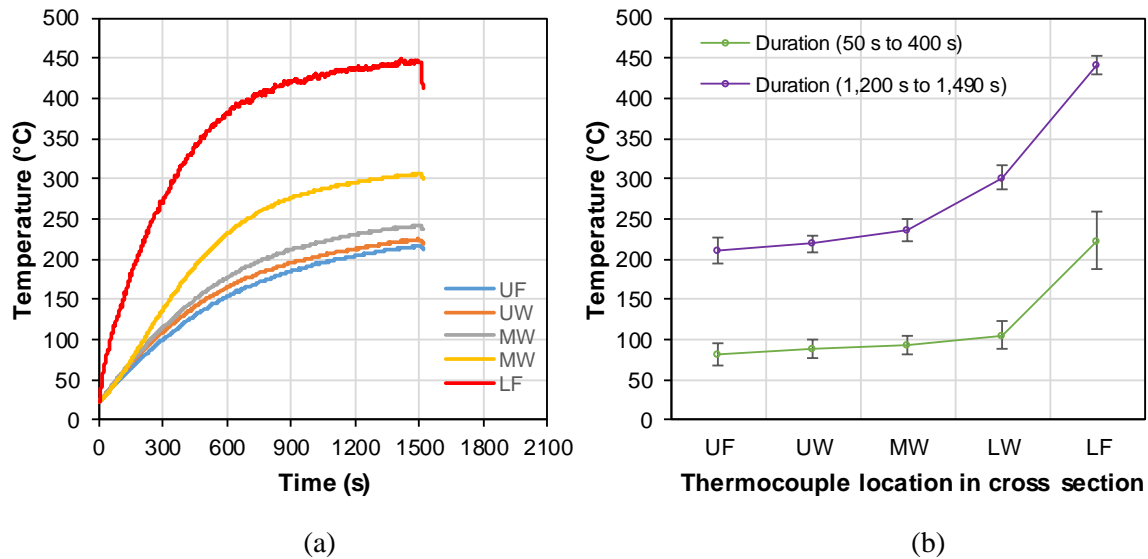 Temperature (°C)
500
450
400
350
300
250
200
150
100
50
0
UF
UW
MW
MW
LF
0 300 600 900 1200 1500 1800 2100
Time (s)
(a)
Temperature (°C)
500
450
400
350
300
250
200
150
100
50
0
Duration (50 s to 400 s)
Duration (1,200 s to 1,490 s)
UF UW MW LW LF
Thermocouple location in cross section
(b)